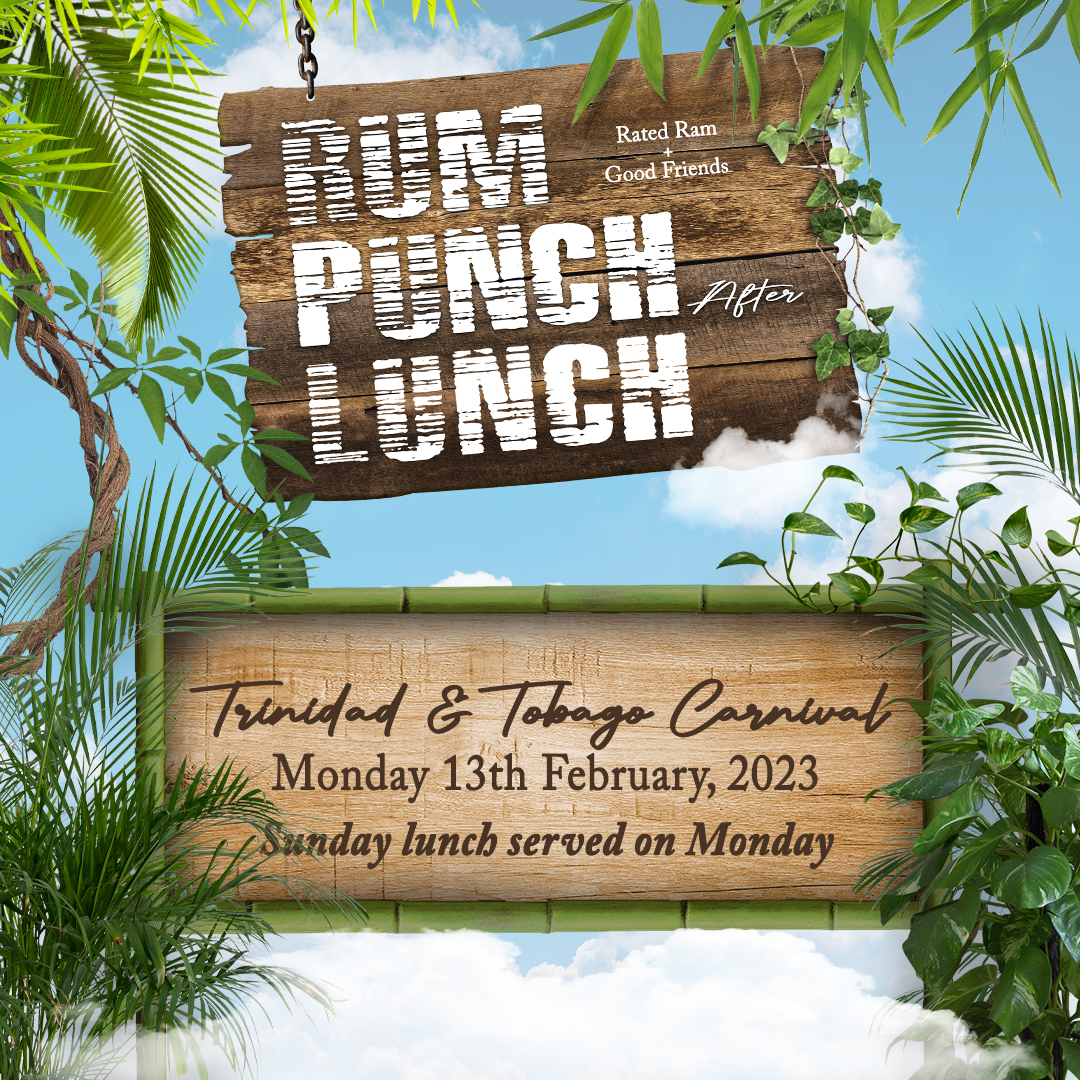 Rated Ram
+
Good Friends
RUM
PUNCH
After
LUNCH
Trinidad & Tobago Carnival
Monday 13th February, 2023
Sunday lunch served on Monday